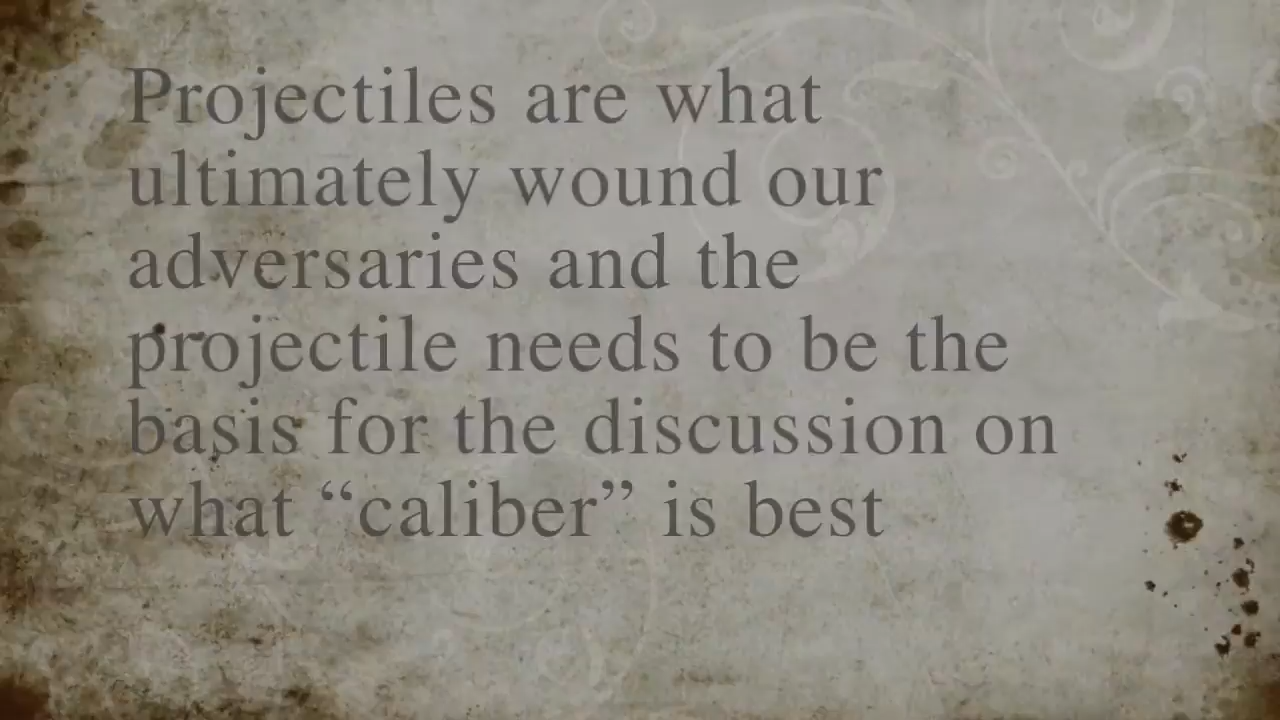 Projectiles are what
ultimately wound our
adversaries and the
projectile needs to be the
basis for the discussion on
what “caliber” is best